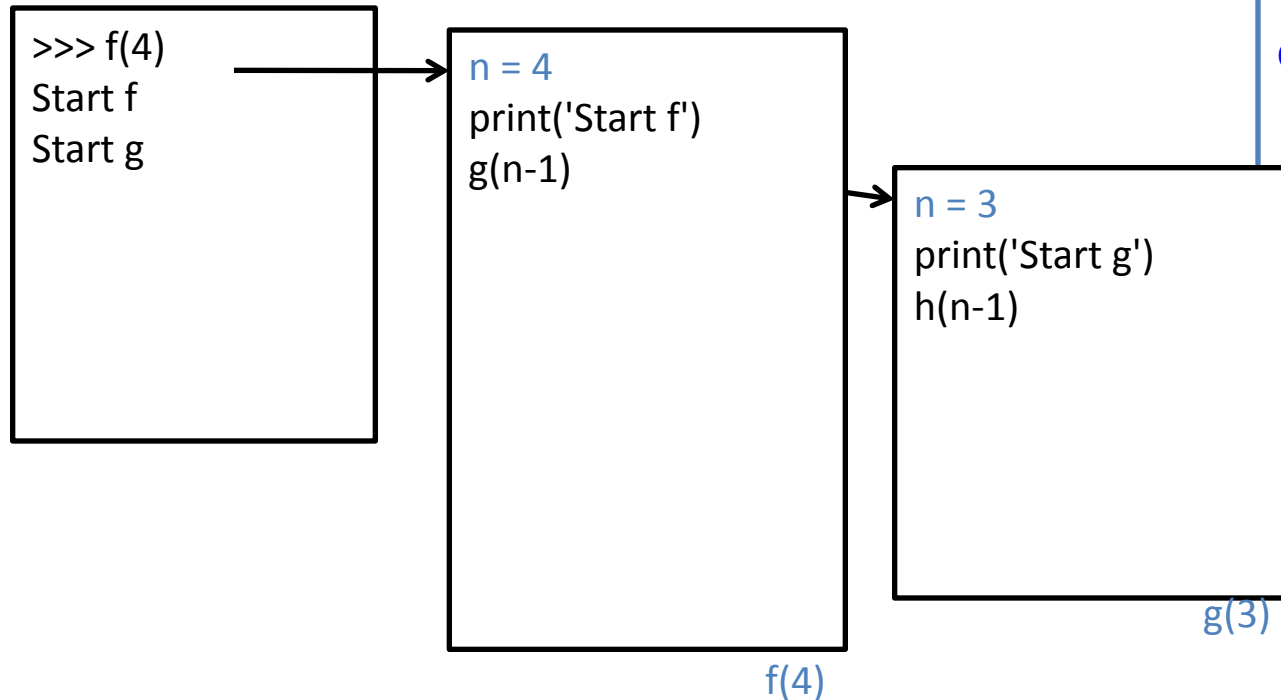 >>> f(4)
Start f
Start g
n = 4
print('Start f')
g(n-1)
f(4)
n = 3
print('Start g')
h(n-1)
g(3)